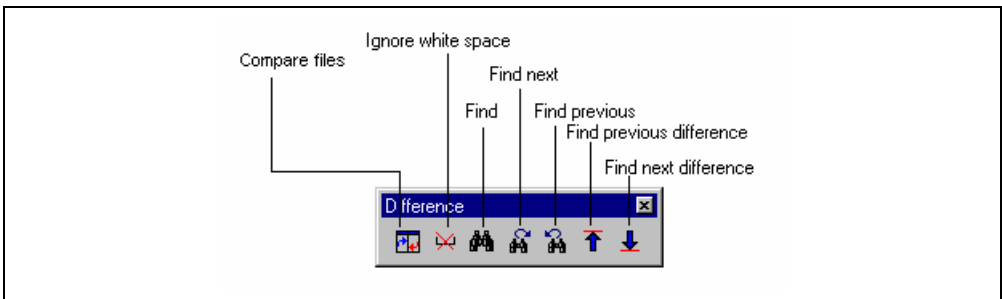 Ignore white space
Compare files
Find next
Find
Find previous
Find previous difference
Find next difference
Difference